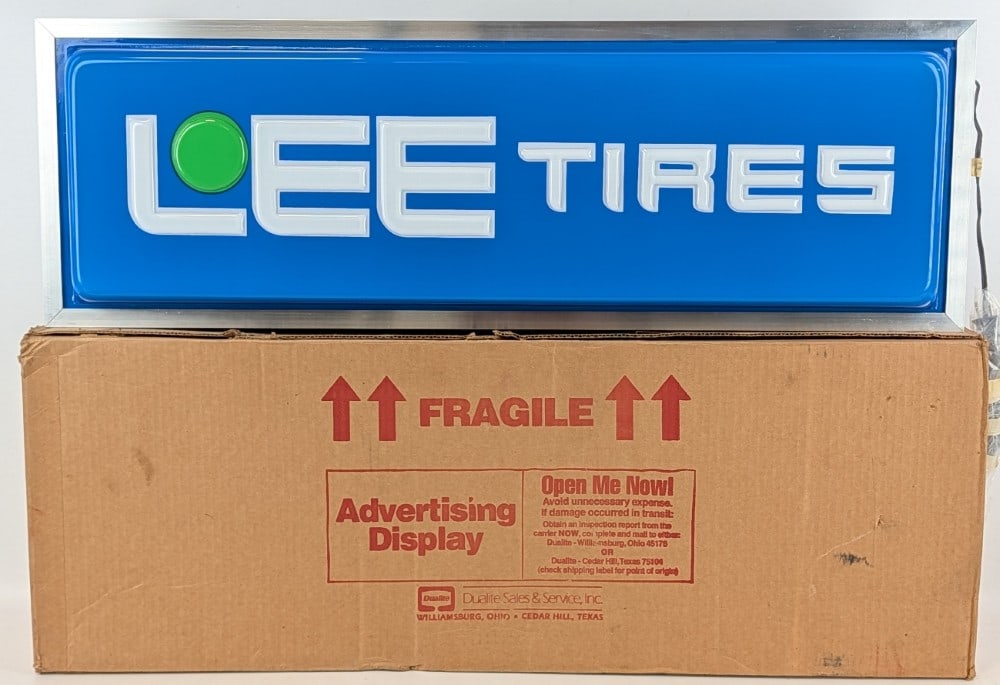 LEE TIRES
FRAGILE
Advertising
Display
Open Me Now!
Avoid unnecessary expense.
If damage occurred in transit:
Obtain an inspection report from the
carrier NOW, complete and mail to either:
Dualite - Williamsburg, Ohio 45176
OR
Dualite - Cedar Hill, Texas 75104
(check shipping label for point of origin)
Dualite Dualite Sales & Service, Inc.
WILLIAMSBURG, OHIO • CEDAR HILL, TEXAS